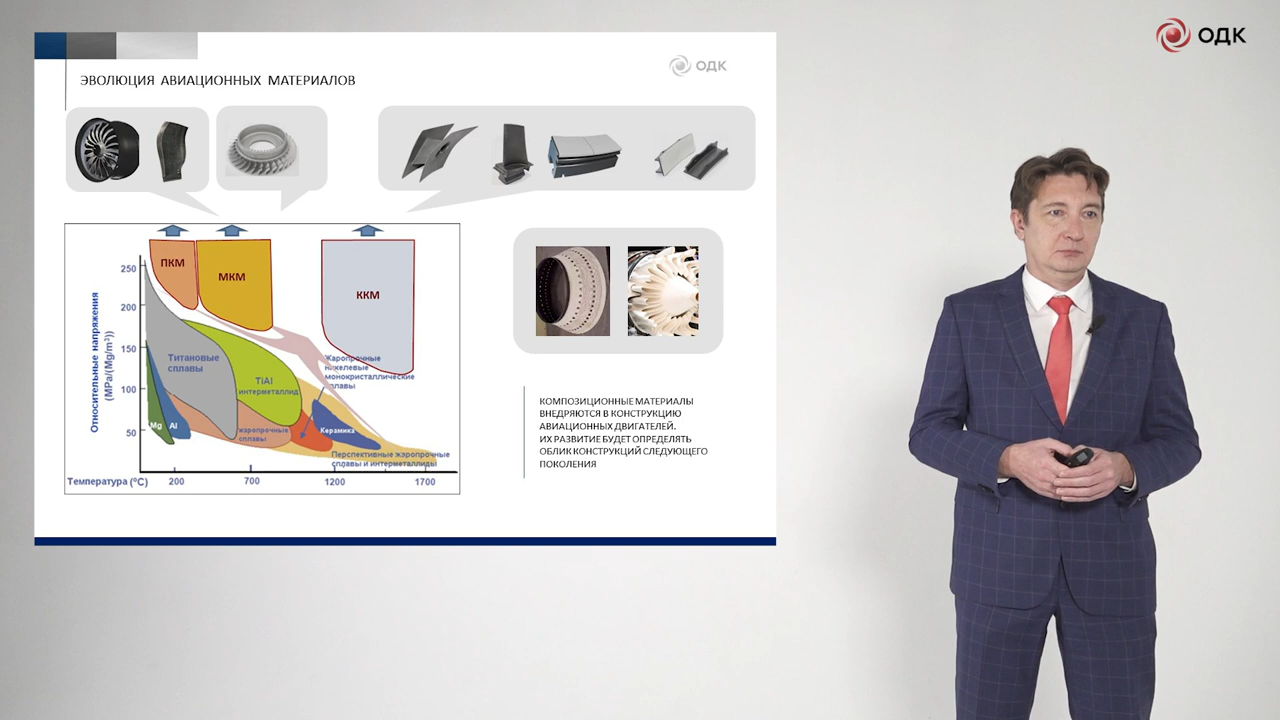 ОДК
ЭВОЛЮЦИЯ АВИАЦИОННЫХ МАТЕРИАЛОВ
ОДК
ПКМ
МКМ
ККМ
250
200
150
100
50
Относительные напряжения
(MPa/(Mg/m³))
Титановые
сплавы
TiAl
интерметаллид
Жаропрочные
никелевые
монокристаллические
сплавы
Mg
Al
жаропрочные
сплавы
Керамика
Перспективные жэропрочные
сплавы и интерметаллиды
Температура (ºC)
200
700
1200
1700
КОМПОЗИЦИОННЫЕ МАТЕРИАЛЫ
ВНЕДРЯЮТСЯ В КОНСТРУКЦИЮ
АВИАЦИОННЫХ ДВИГАТЕЛЕЙ.
ИХ РАЗВИТИЕ БУДЕТ ОПРЕДЕЛЯТЬ
ОБЛИК КОНСТРУКЦИЙ СЛЕДУЮЩЕГО
ПОКОЛЕНИЯ